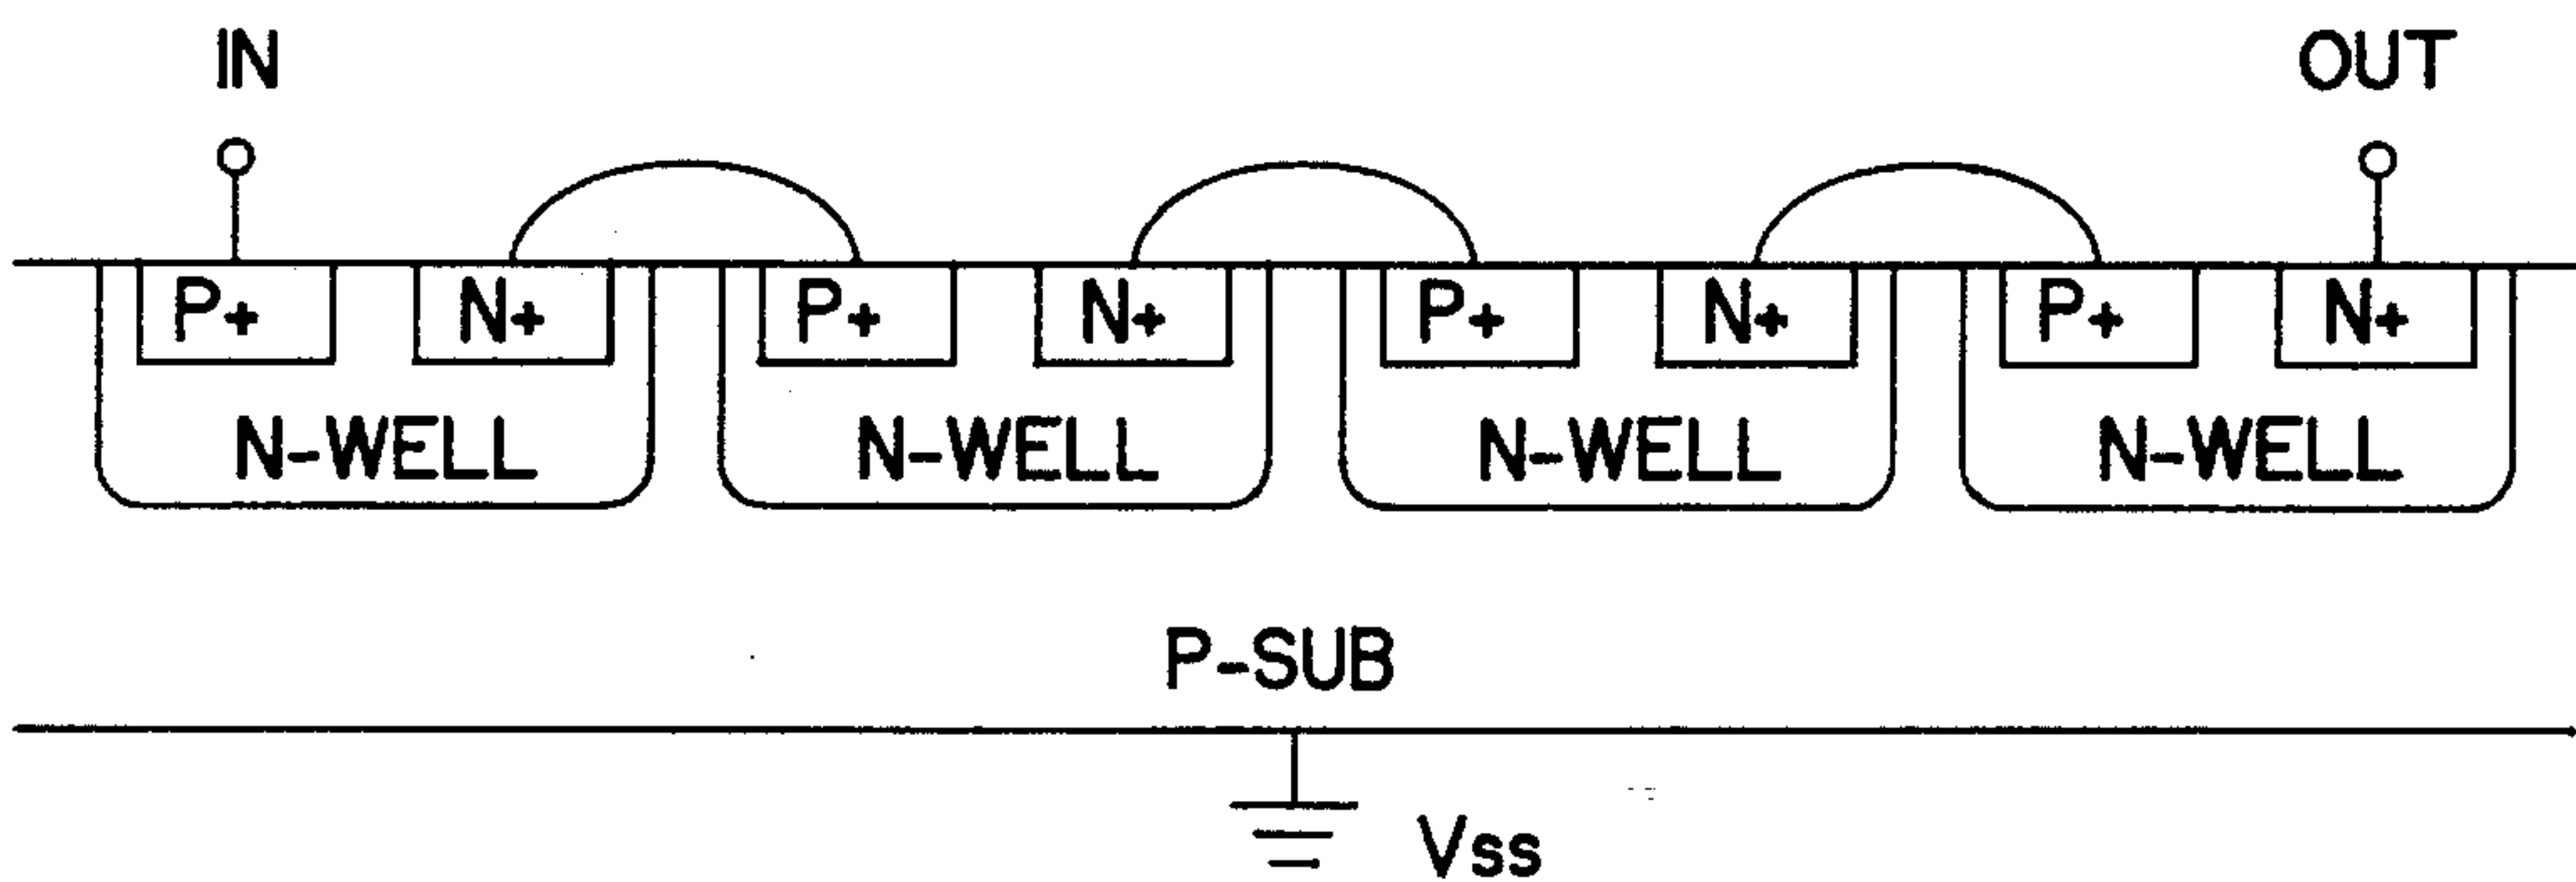 IN OUT
P+ N+ P+ N+ P+ N+ P+ N+
N-WELL N-WELL N-WELL N-WELL
P-SUB
Vss